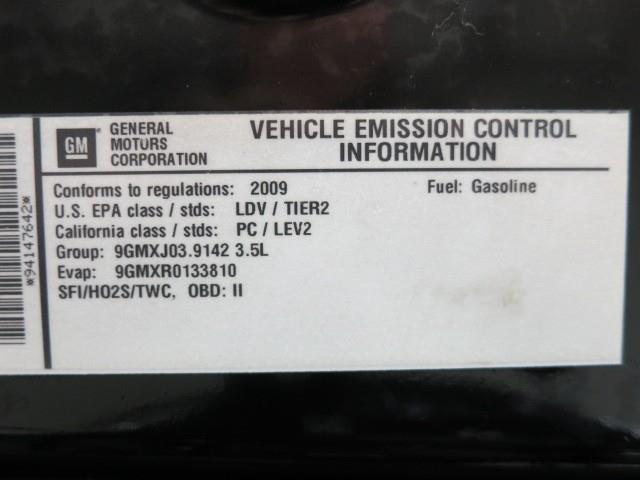 *94147642*
GM
GENERAL
MOTORS
CORPORATION
VEHICLE EMISSION CONTROL
INFORMATION
Conforms to regulations: 2009 Fuel: Gasoline
U.S. EPA class / stds: LDV / TIER2
California class / stds: PC / LEV2
Group: 9GMXJ03.9142 3.5L
Evap: 9GMXR0133810
SFI/HO2S/TWC, OBD: II